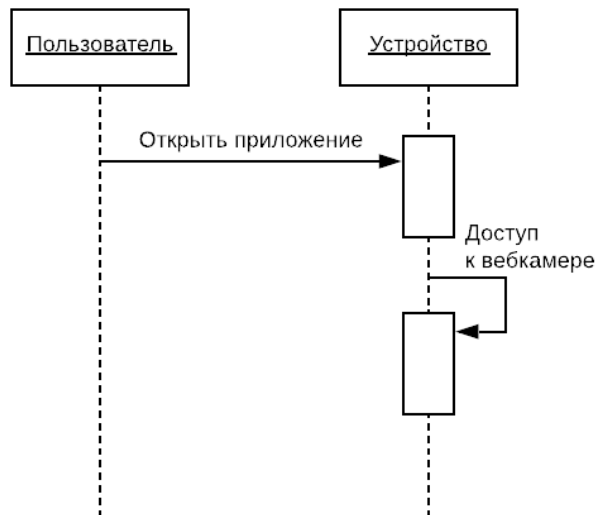 Пользователь
Устройство
Открыть приложение
Доступ
к вебкамере